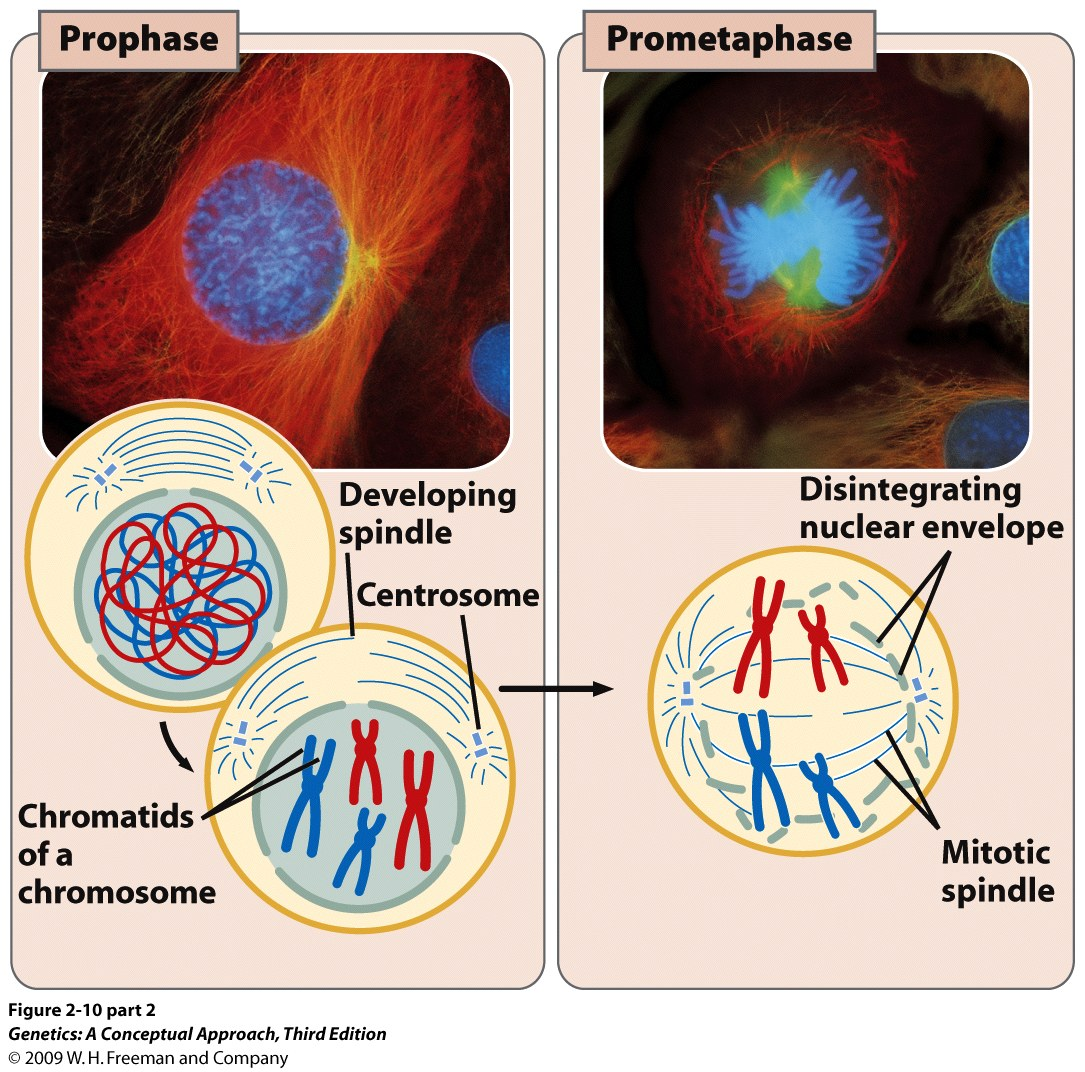 Prophase
Prometaphase
Developing
spindle
Centrosome
Chromatids
of a
chromosome
Disintegrating
nuclear envelope
Mitotic
spindle
Figure 2-10 part 2
Genetics: A Conceptual Approach, Third Edition
© 2009 W. H. Freeman and Company